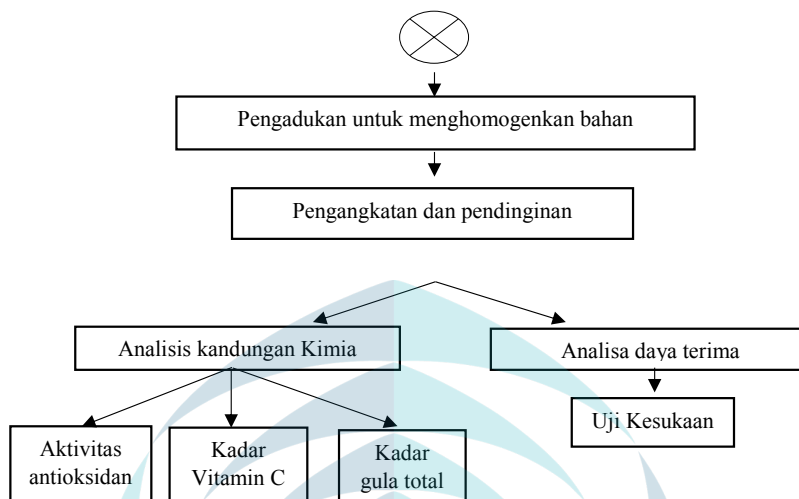 Pengadukan untuk menghomogenkan bahan
Pengangkatan dan pendinginan
Analisis kandungan Kimia
Analisa daya terima
Aktivitas
antioksidan
Kadar
Vitamin C
Kadar
gula total
Uji Kesukaan